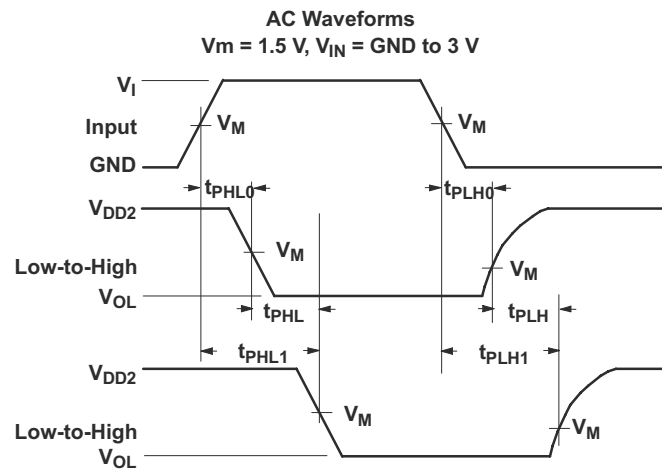 AC Waveforms
Vm = 1.5 V, VIN = GND to 3 V
VI
Input
VM
VM
GND
tPHL0
tPLH0
VDD2
Low-to-High
VM
VM
VOL
tPHL
tPLH
tPHL1
tPLH1
VDD2
Low-to-High
VM
VM
VOL